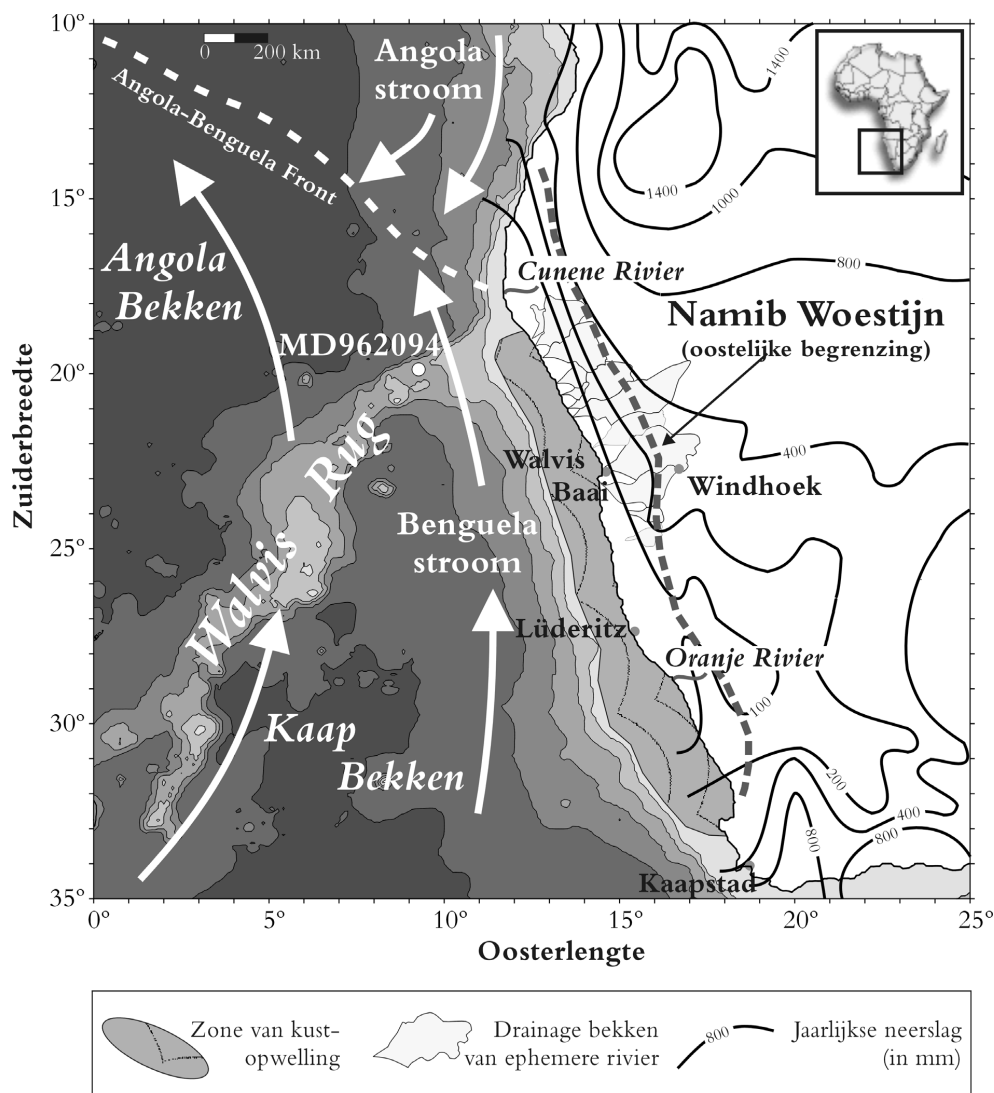 10°
15°
20°
25°
30°
35°
Zuiderbreedte
0
200 km
Angola
stroom
Angola-Benguela Front
Angola
Bekken
MD962094
Walvis Rug
Benguela
stroom
Kaap
Bekken
1400
1400
1000
800
Cunene Rivier
Namib Woestijn
(oostelijke begrenzing)
400
Walvis
Baai
Windhoek
Lüderitz
Oranje Rivier
100
200
400
800
800
Kaapstad
0° 5° 10° 15° 20° 25°
Oosterlengte
Zone van kust-
opwelling
Drainage bekken
van ephemere rivier
800
Jaarlijkse neerslag
(in mm)